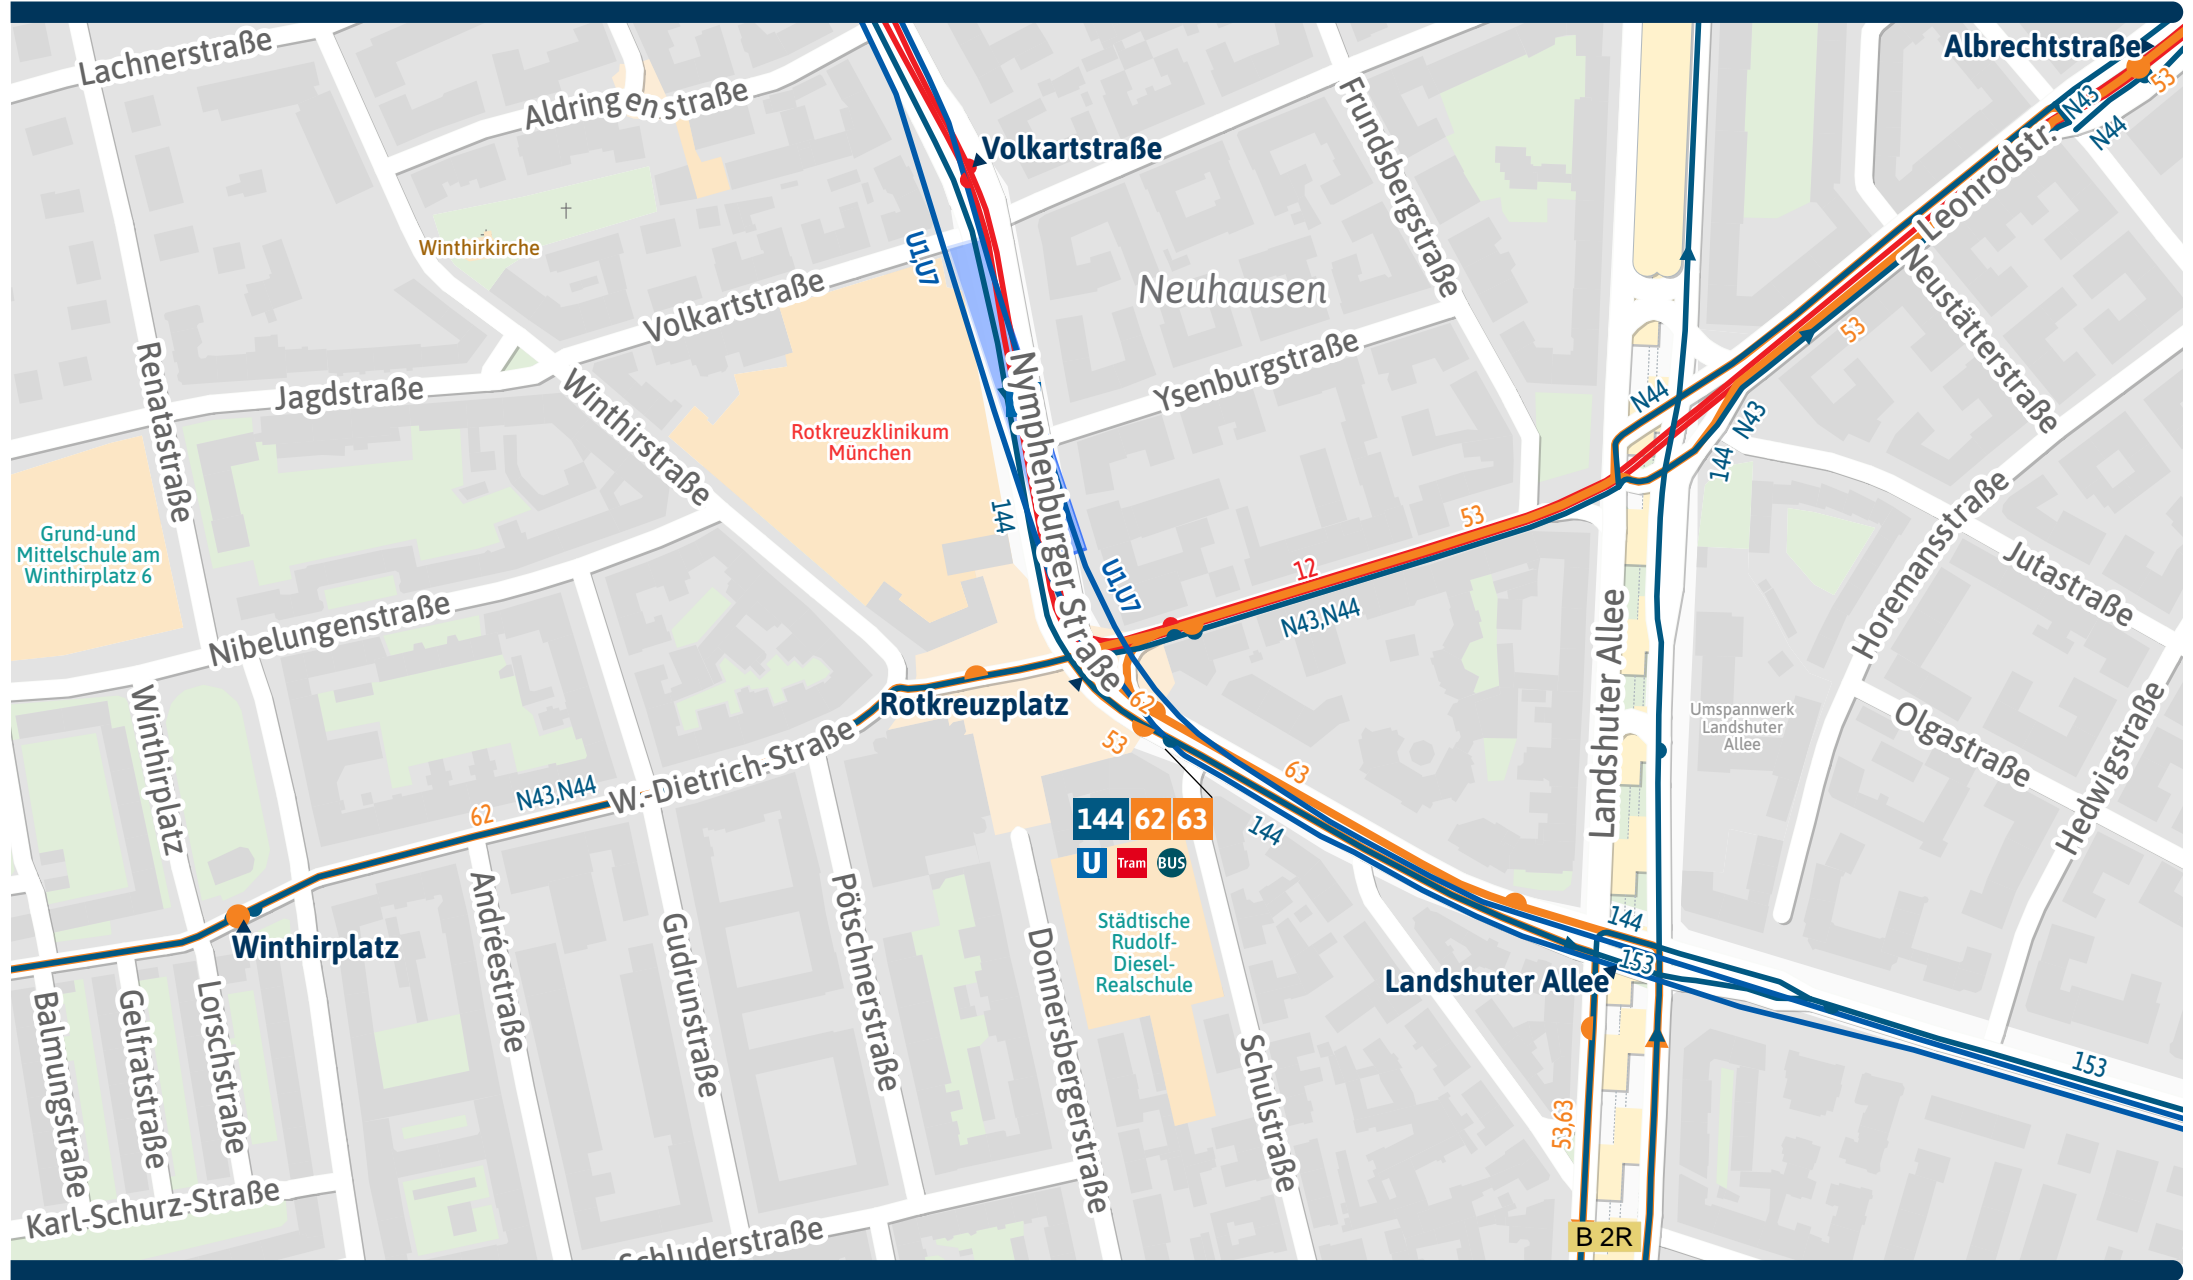 Lachnerstraße
Aldringenstraße
Albrechtstraße
53
N43
N44
Volkartstraße
Frundsbergstraße
Leonrodstr.
Winthirkirche
U1,U7
Neuhausen
Volkartstraße
Neustätterstraße
53
Renatastraße
Jagdstraße
Winthirstraße
Nymphenburger Straße
Ysenburgstraße
N44
N43
144
Rotkreuzklinikum
München
144
53
Horemansstraße
Grund-und
Mittelschule am
Winthirplatz 6
12
U1,U7
Jutastraße
N43,N44
Nibelungenstraße
Landshuter Allee
Winthirplatz
Rotkreuzplatz
62
53
Umspannwerk
Landshuter
Allee
Olgastraße
Hedwigstraße
W.-Dietrich-Straße
N43,N44
62
63
144 62 63
144
U Tram BUS
Andréestraße
Gudrunstraße
Pötschnerstraße
Donnersbergerstraße
Städtische
Rudolf-
Diesel-
Realschule
144
153
Landshuter Allee
Winthirplatz
Balmungstraße
Gelfratstraße
Lorschstraße
Schulstraße
153
53,63
Karl-Schurz-Straße
Schluderstraße
B 2R